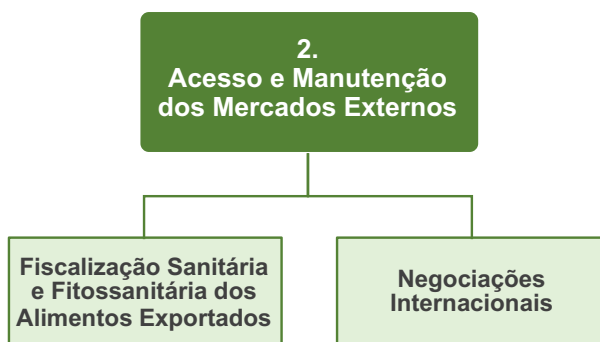 2.
Acesso e Manutenção
dos Mercados Externos
Fiscalização Sanitária
e Fitossanitária dos
Alimentos Exportados
Negociações
Internacionais